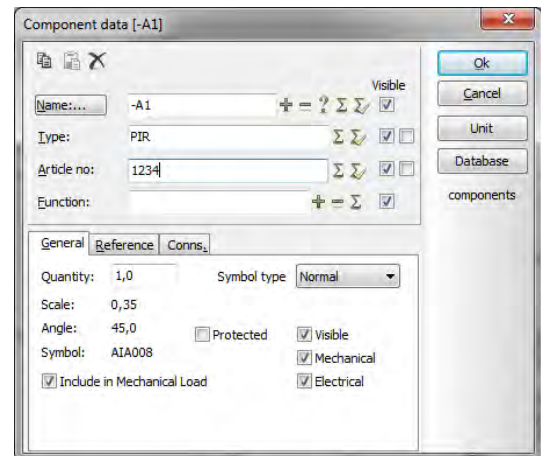 Component data [-A1]
Visible
Name:... -A1
Type: PIR
Article no: 1234
Function:
Ok
Cancel
Unit
Database
components
General Reference Conns.
Quantity: 1,0 Symbol type Normal
Scale: 0,35
Angle: 45,0 Protected Visible
Symbol: AIA008 Mechanical
Include in Mechanical Load Electrical